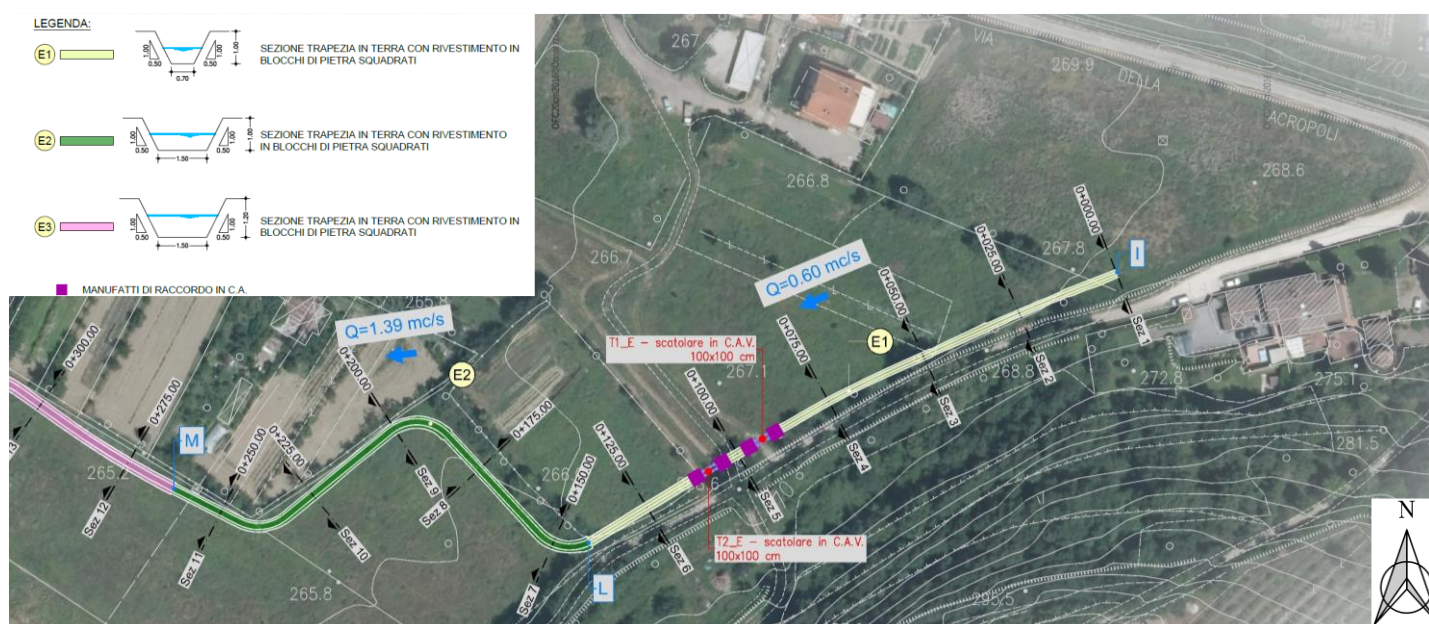 LEGENDA:
E1
1.00
0.50
0.70
1.00
0.50
1.00
SEZIONE TRAPEZIA IN TERRA CON RIVESTIMENTO IN
BLOCCHI DI PIETRA SQUADRATI
E2
1.00
0.50
1.50
1.00
0.50
1.00
SEZIONE TRAPEZIA IN TERRA CON RIVESTIMENTO
IN BLOCCHI DI PIETRA SQUADRATI
E3
1.00
0.50
1.50
1.00
0.50
1.20
SEZIONE TRAPEZIA IN TERRA CON RIVESTIMENTO IN
BLOCCHI DI PIETRA SQUADRATI
MANUFATTI DI RACCORDO IN C.A.
VIA
DELLA
ACROPOLI
269.9
270
268.6
266.8
266.7
267.8
267.1
268.8
272.8
275.1
281.5
295.5
265.2
265.8
0+000.00
0+025.00
0+050.00
0+075.00
0+100.00
0+125.00
0+150.00
0+175.00
0+200.00
0+225.00
0+250.00
0+275.00
0+300.00
I
L
M
Q=0.60 mc/s
Q=1.39 mc/s
E1
E2
T1_E – scatolare in C.A.V.
100x100 cm
T2_E – scatolare in C.A.V.
100x100 cm
Sez 1
Sez 2
Sez 3
Sez 4
Sez 5
Sez 6
Sez 7
Sez 8
Sez 9
Sez 10
Sez 11
Sez 12
13
N